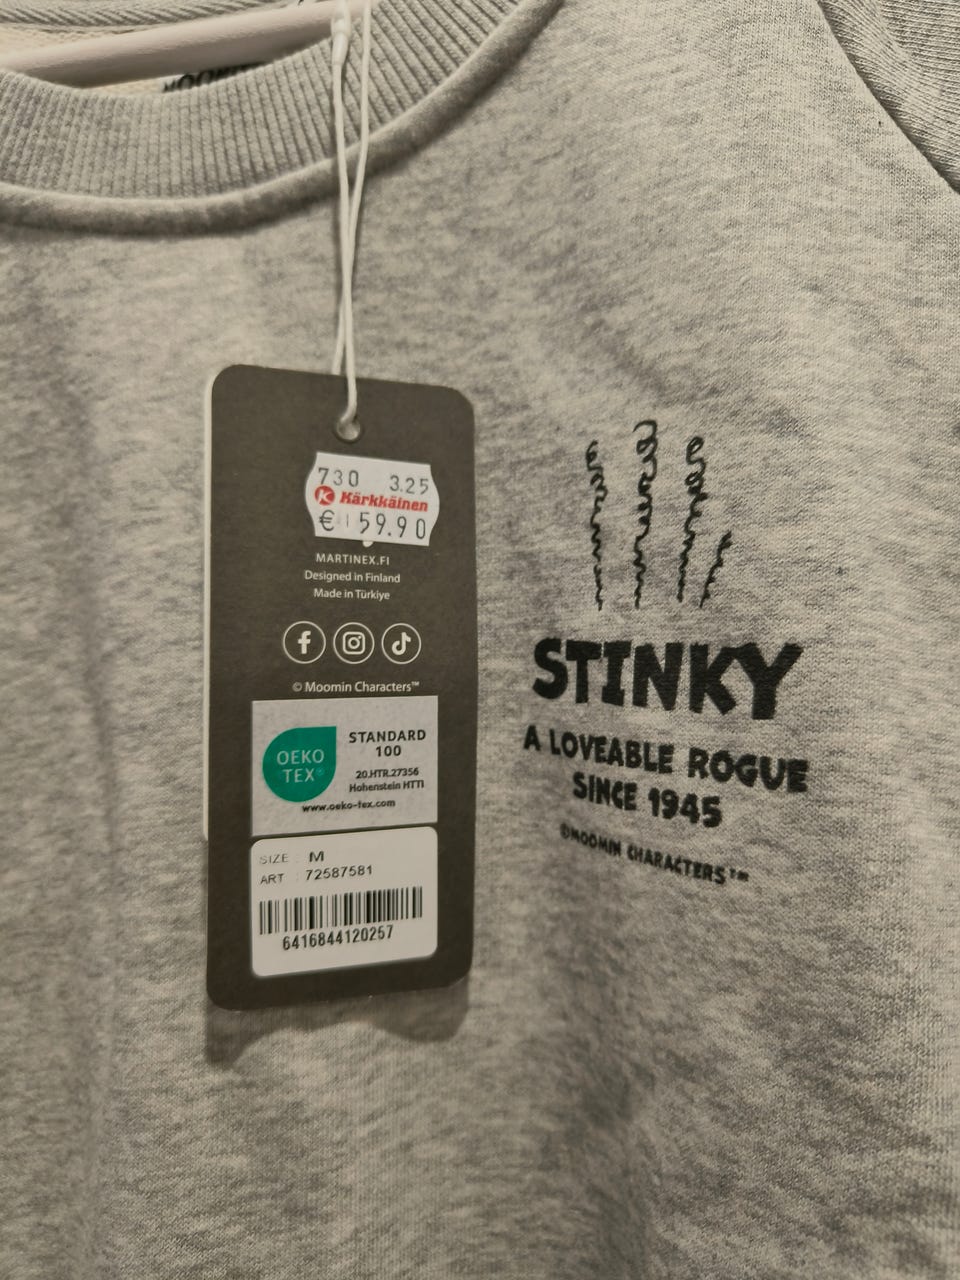 730 3.25
K Kärkkäinen
€ 59.90
MARTINEX.FI
Designed in Finland
Made in Türkiye
© Moomin Characters™
OEKO
TEX®
STANDARD
100
20.HTR.27356
Hohenstein HTTI
www.oeko-tex.com
SIZE : M
ART : 72587581
6416844120257
STINKY
A LOVEABLE ROGUE
SINCE 1945
©MOOMIN CHARACTERS™